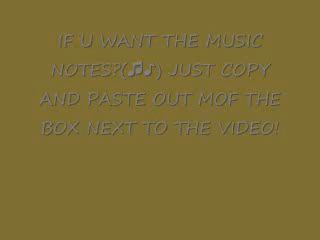 IF U WANT THE MUSIC
NOTES?(🎵♪) JUST COPY
AND PASTE OUT MOF THE
BOX NEXT TO THE VIDEO!